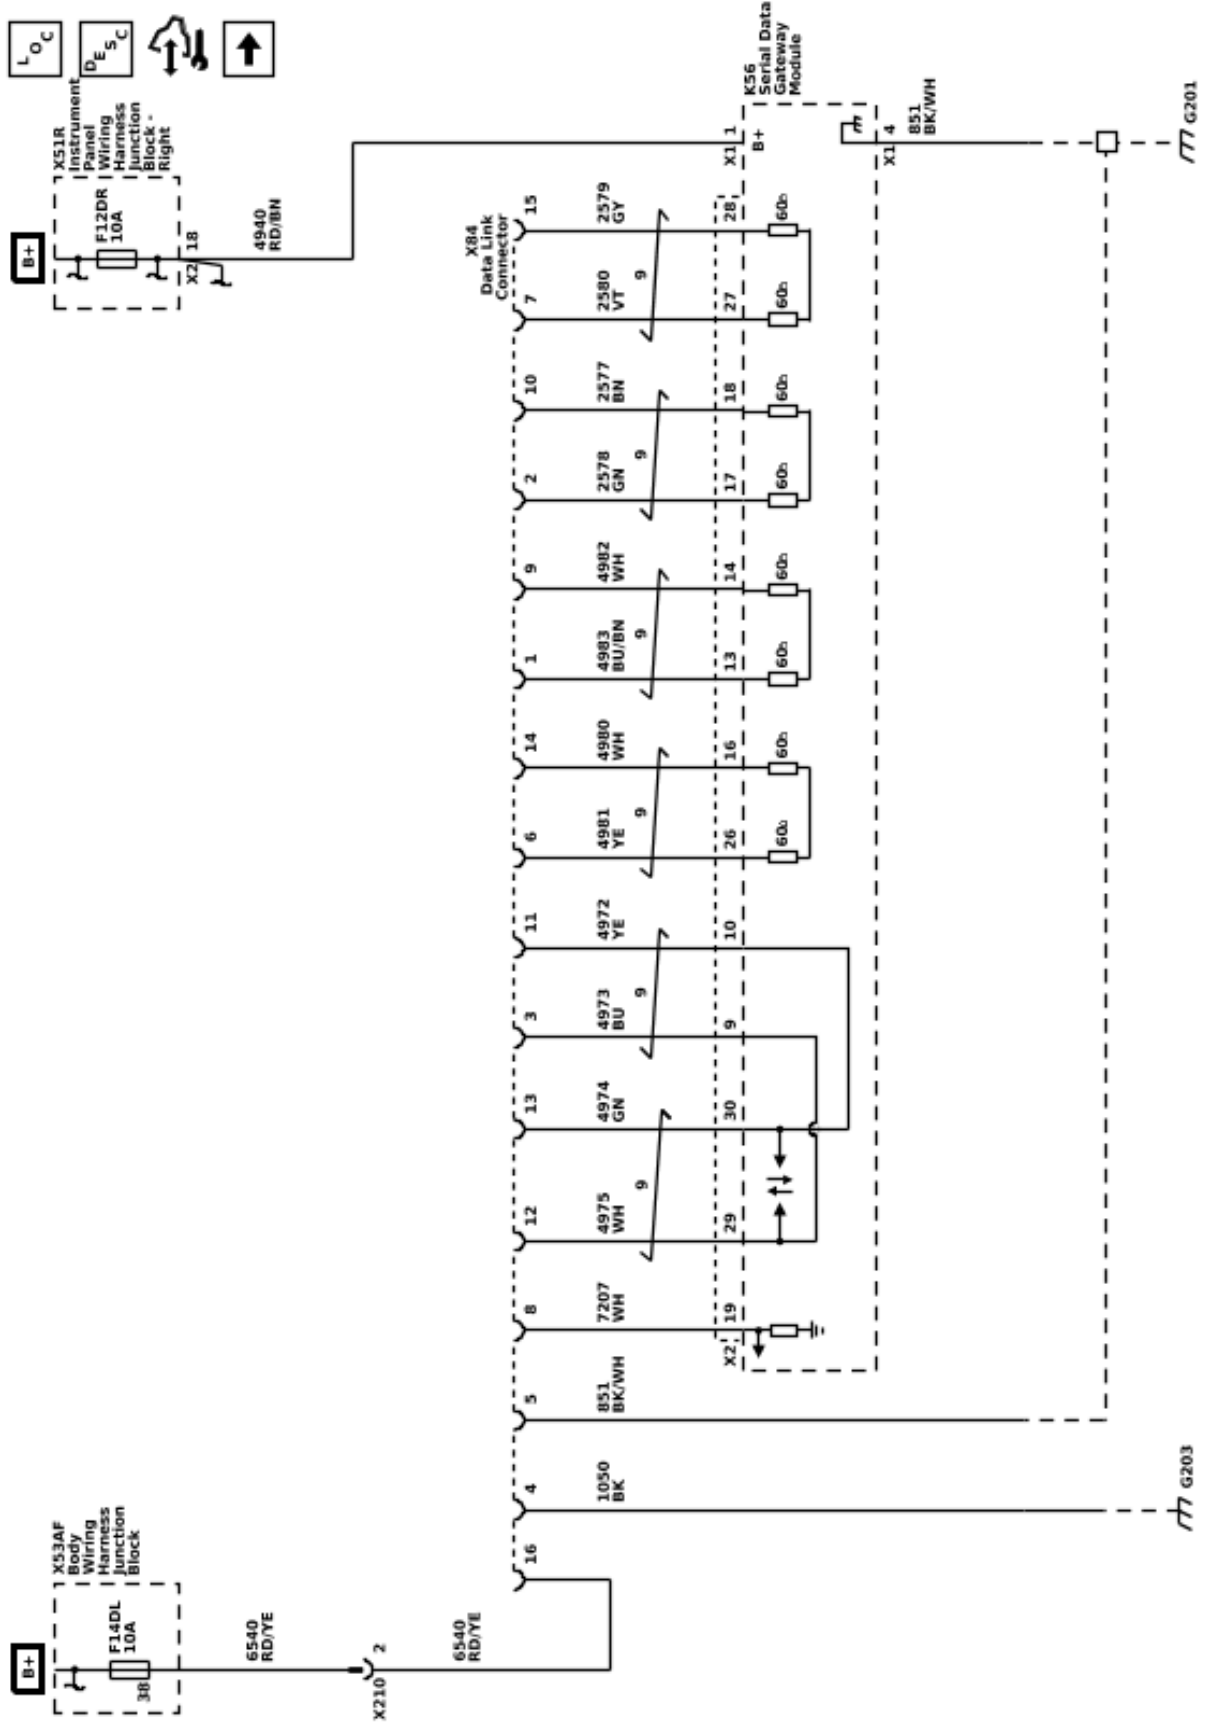 LOC
DESC
B+
X53AF
Body
Wiring
Harness
Junction
Block
F14DL
10A
38
6540
RD/YE
X210
2
6540
RD/YE
B+
X51R
Instrument
Panel
Wiring
Harness
Junction
Block -
Right
F12DR
10A
X2
18
4940
RD/BN
X84
Data Link
Connector
16
4
5
8
12
13
3
11
6
14
1
9
2
10
7
15
1050
BK
851
BK/WH
7207
WH
4975
WH
4974
GN
4973
BU
4972
YE
4981
YE
4980
WH
4983
BU/BN
4982
WH
2578
GN
2577
BN
2580
VT
2579
GY
9
9
9
9
9
9
X2
19
29
30
9
10
26
16
13
14
17
18
27
28
X1
1
K56
Serial Data
Gateway
Module
B+
60Ω
60Ω
60Ω
60Ω
60Ω
60Ω
60Ω
60Ω
X1
4
851
BK/WH
G203
G201